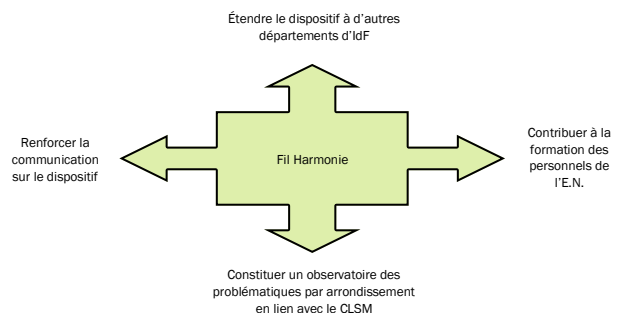 Étendre le dispositif à d'autres
départements d'IdF
Renforcer la
communication
sur le dispositif
Fil Harmonie
Contribuer à la
formation des
personnels de
l'E.N.
Constituer un observatoire des
problématiques par arrondissement
en lien avec le CLSM